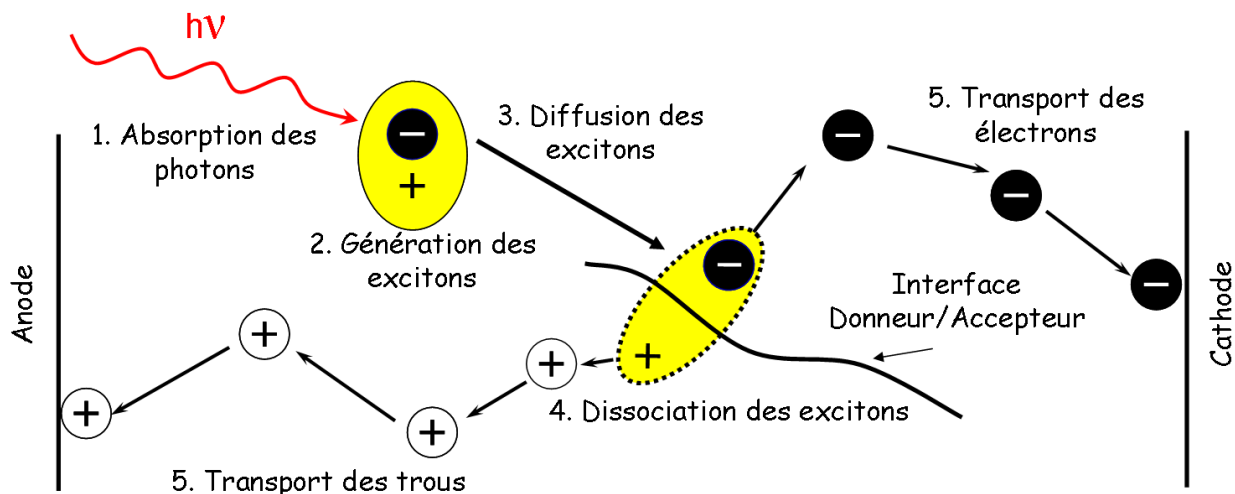 hν
1. Absorption des
photons
2. Génération des
excitons
3. Diffusion des
excitons
5. Transport des
électrons
Interface
Donneur/Accepteur
4. Dissociation des excitons
5. Transport des trous
Anode
Cathode